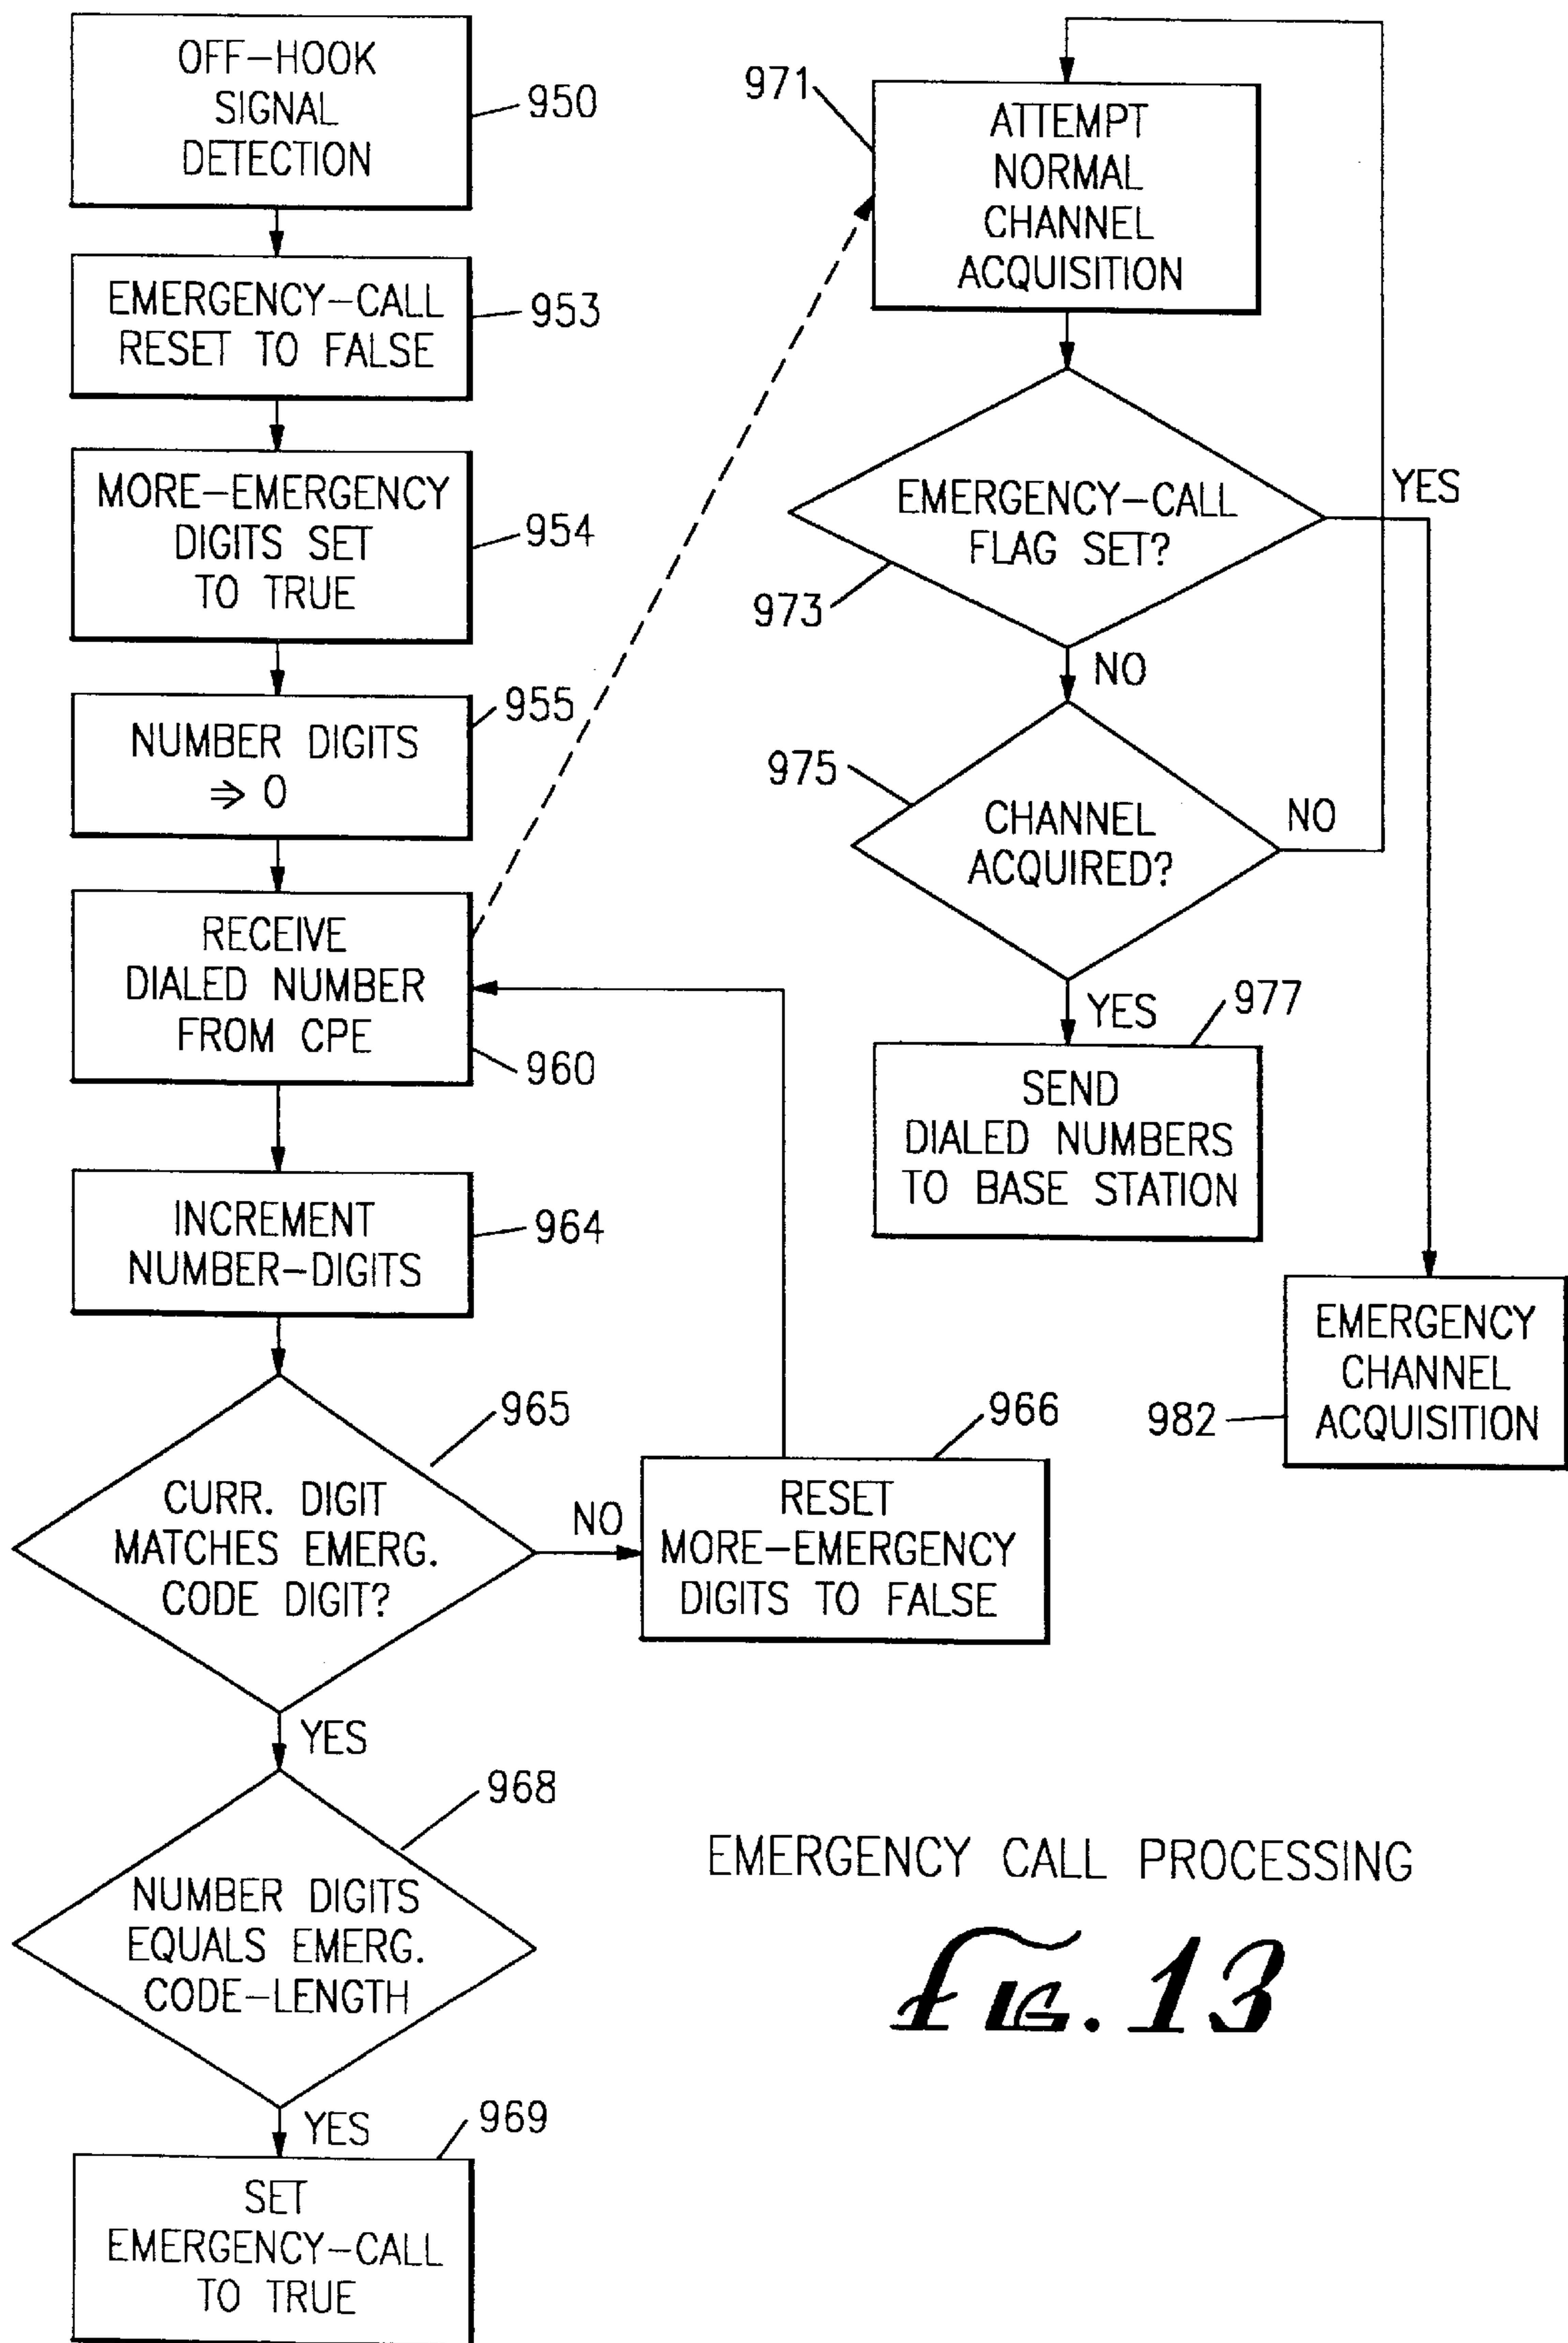 OFF-HOOK
SIGNAL
DETECTION
950
EMERGENCY-CALL
RESET TO FALSE
953
MORE-EMERGENCY
DIGITS SET
TO TRUE
954
NUMBER DIGITS
⇒ 0
955
RECEIVE
DIALED NUMBER
FROM CPE
960
INCREMENT
NUMBER-DIGITS
964
CURR. DIGIT
MATCHES EMERG.
CODE DIGIT?
965
NO
RESET
MORE-EMERGENCY
DIGITS TO FALSE
966
YES
NUMBER DIGITS
EQUALS EMERG.
CODE-LENGTH
968
YES
SET
EMERGENCY-CALL
TO TRUE
969
971
ATTEMPT
NORMAL
CHANNEL
ACQUISITION
EMERGENCY-CALL
FLAG SET?
973
YES
NO
975
CHANNEL
ACQUIRED?
NO
YES
977
SEND
DIALED NUMBERS
TO BASE STATION
EMERGENCY
CHANNEL
ACQUISITION
982
EMERGENCY CALL PROCESSING
FIG. 13